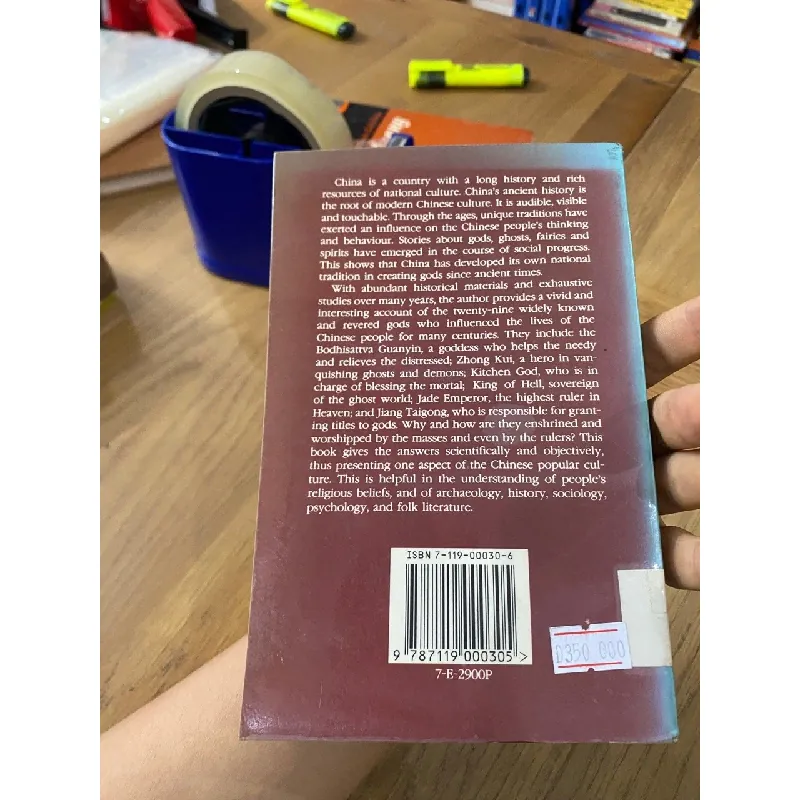 China is a country with a long history and rich
resources of national culture. China's ancient history is
the root of modern Chinese culture. It is audible, visible
and touchable. Through the ages, unique traditions have
exerted an influence on the Chinese people's thinking
and behaviour. Stories about gods, ghosts, fairies and
spirits have emerged in the course of social progress.
This shows that China has developed its own national
tradition in creating gods since ancient times.
With abundant historical materials and exhaustive
studies over many years, the author provides a vivid and
interesting account of the twenty-nine widely known
and revered gods who influenced the lives of the
Chinese people for many centuries. They include the
Bodhisattva Guanyin, a goddess who helps the needy
and relieves the distressed; Zhong Kui, a hero in van-
quishing ghosts and demons; Kitchen God, who is in
charge of blessing the mortal; King of Hell, sovereign
of the ghost world; Jade Emperor, the highest ruler in
Heaven; and Jiang Taigong, who is responsible for grant-
ing titles to gods. Why and how are they enshrined and
worshipped by the masses and even by the rulers? This
book gives the answers scientifically and objectively,
thus presenting one aspect of the Chinese popular cul-
ture. This is helpful in the understanding of people's
religious beliefs, and of archaeology, history, sociology,
psychology, and folk literature.
ISBN 7-119-00030-6
9 787119 000305 >
7-E-2900P
D350 000